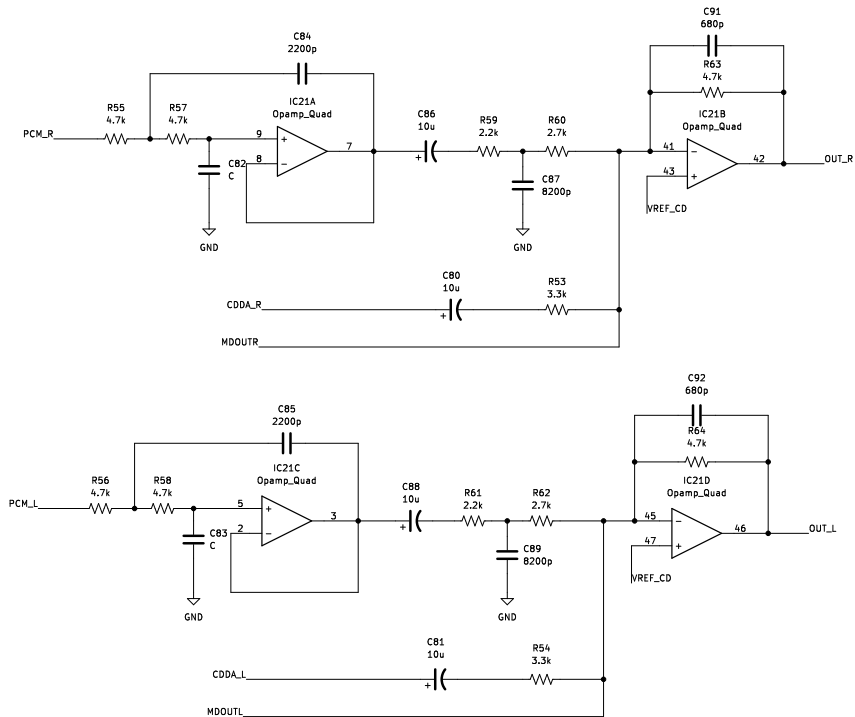 C91
680p
C84
2200p
R63
4.7k
R55
4.7k
R57
4.7k
IC21A
Opamp_Quad
C86
10u
R59
2.2k
R60
2.7k
IC21B
Opamp_Quad
PCM_R
9
+
8
−
7
+
41
−
43
+
42
OUT_R
C82
C
C87
8200p
VREF_CD
GND
GND
C80
10u
R53
3.3k
CDDA_R
+
MDOUTR
C92
680p
C85
2200p
R64
4.7k
R56
4.7k
R58
4.7k
IC21C
Opamp_Quad
C88
10u
R61
2.2k
R62
2.7k
IC21D
Opamp_Quad
PCM_L
5
+
2
−
3
+
45
−
47
+
46
OUT_L
C83
C
C89
8200p
VREF_CD
GND
GND
C81
10u
R54
3.3k
CDDA_L
+
MDOUTL